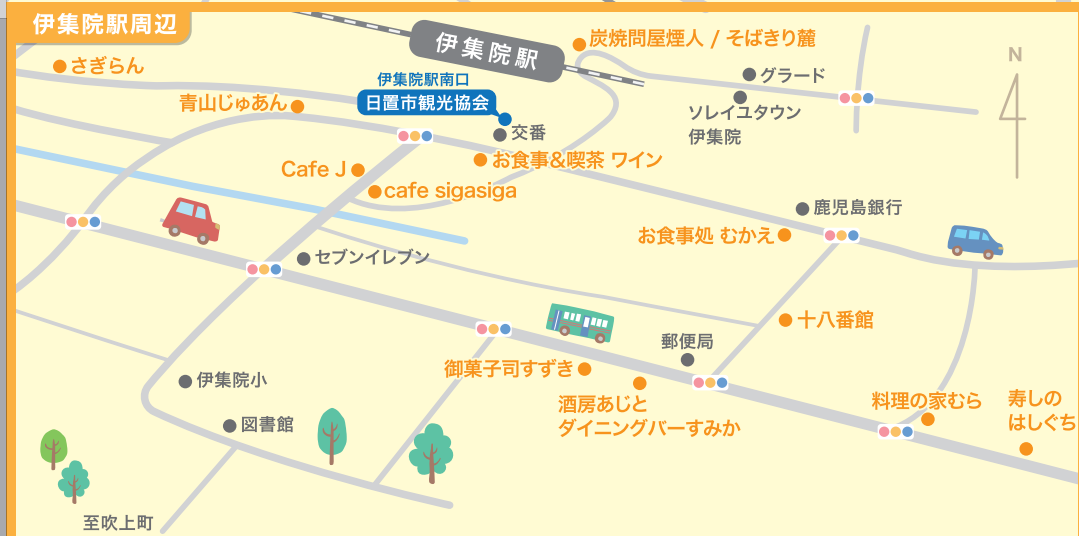 伊集院駅周辺
伊集院駅
炭焼問屋煙人 / そばきり麓
さぎらん
伊集院駅南口
日置市観光協会
青山じゅあん
グラード
ソレイユタウン
伊集院
N
交番
お食事&喫茶 ワイン
Cafe J
cafe sigasiga
鹿児島銀行
お食事処 むかえ
セブンイレブン
十八番館
郵便局
御菓子司すずき
酒房あじと
ダイニングバーすみか
伊集院小
図書館
料理の家むら
寿しの
はしぐち
至吹上町